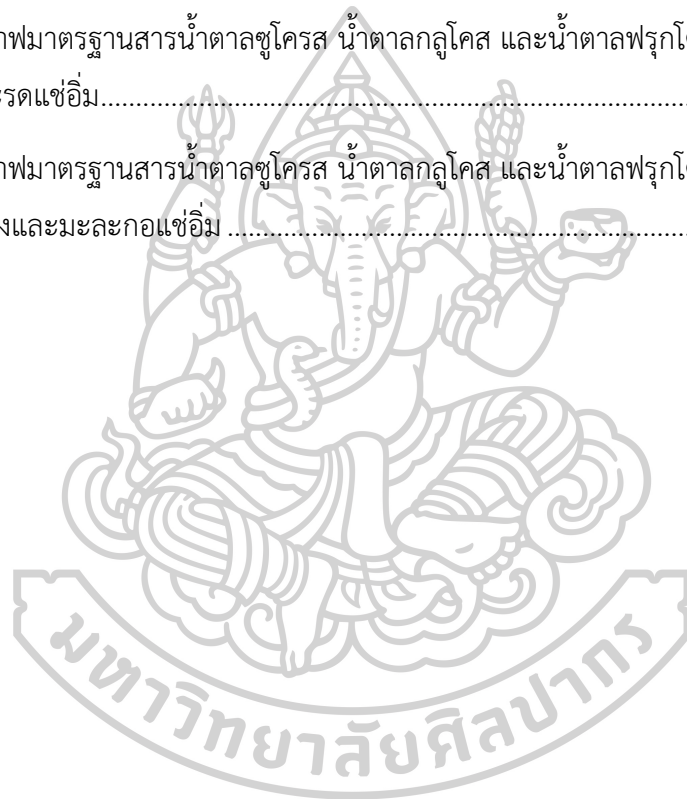 าฟมาตรฐานสารน้ำตาลซูโครส น้ำตาลกลูโคส และน้ำตาลฟรุกโ
ะรดแช่อิ่ม
าฟมาตรฐานสารน้ำตาลซูโครส น้ำตาลกลูโคส และน้ำตาลฟรุกโ
งและมะละกอแช่อิ่ม
มหาวิทยาลัยศิลปากร